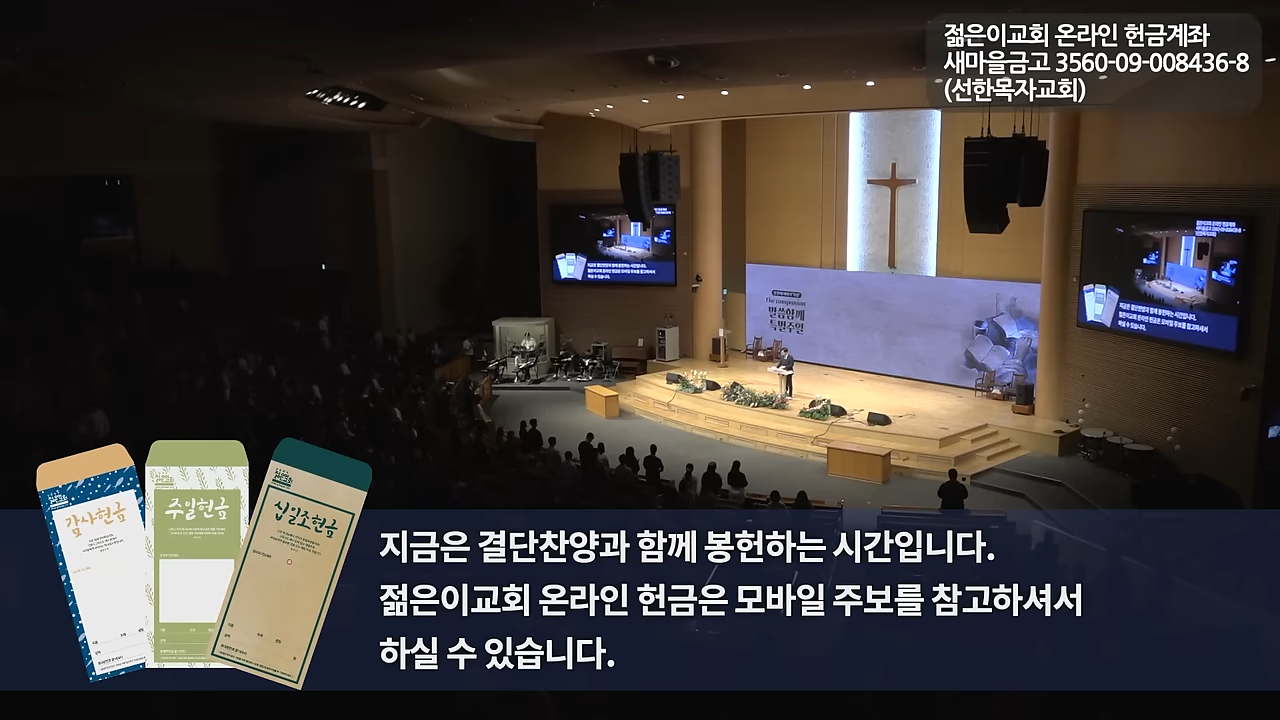 젊은이교회 온라인 헌금계좌
새마을금고 3560-09-008436-8
(선한목자교회)
The companion
말씀함께
특별주일
감사헌금
주일헌금
십일조헌금
지금은 결단찬양과 함께 봉헌하는 시간입니다.
젊은이교회 온라인 헌금은 모바일 주보를 참고하셔서
하실 수 있습니다.